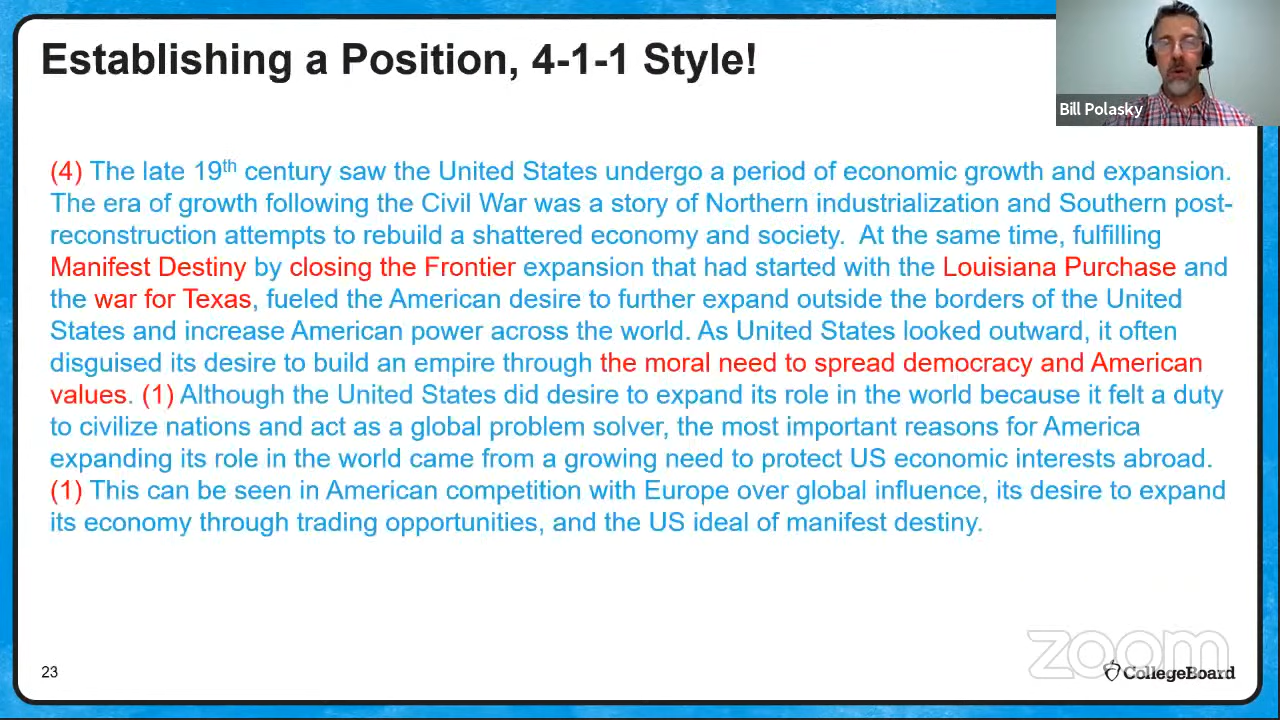 Establishing a Position, 4-1-1 Style!
Bill Polasky
(4) The late 19th century saw the United States undergo a period of economic growth and expansion.
The era of growth following the Civil War was a story of Northern industrialization and Southern post-
reconstruction attempts to rebuild a shattered economy and society. At the same time, fulfilling
Manifest Destiny by closing the Frontier expansion that had started with the Louisiana Purchase and
the war for Texas, fueled the American desire to further expand outside the borders of the United
States and increase American power across the world. As United States looked outward, it often
disguised its desire to build an empire through the moral need to spread democracy and American
values. (1) Although the United States did desire to expand its role in the world because it felt a duty
to civilize nations and act as a global problem solver, the most important reasons for America
expanding its role in the world came from a growing need to protect US economic interests abroad.
(1) This can be seen in American competition with Europe over global influence, its desire to expand
its economy through trading opportunities, and the US ideal of manifest destiny.
zoom
23
CollegeBoard